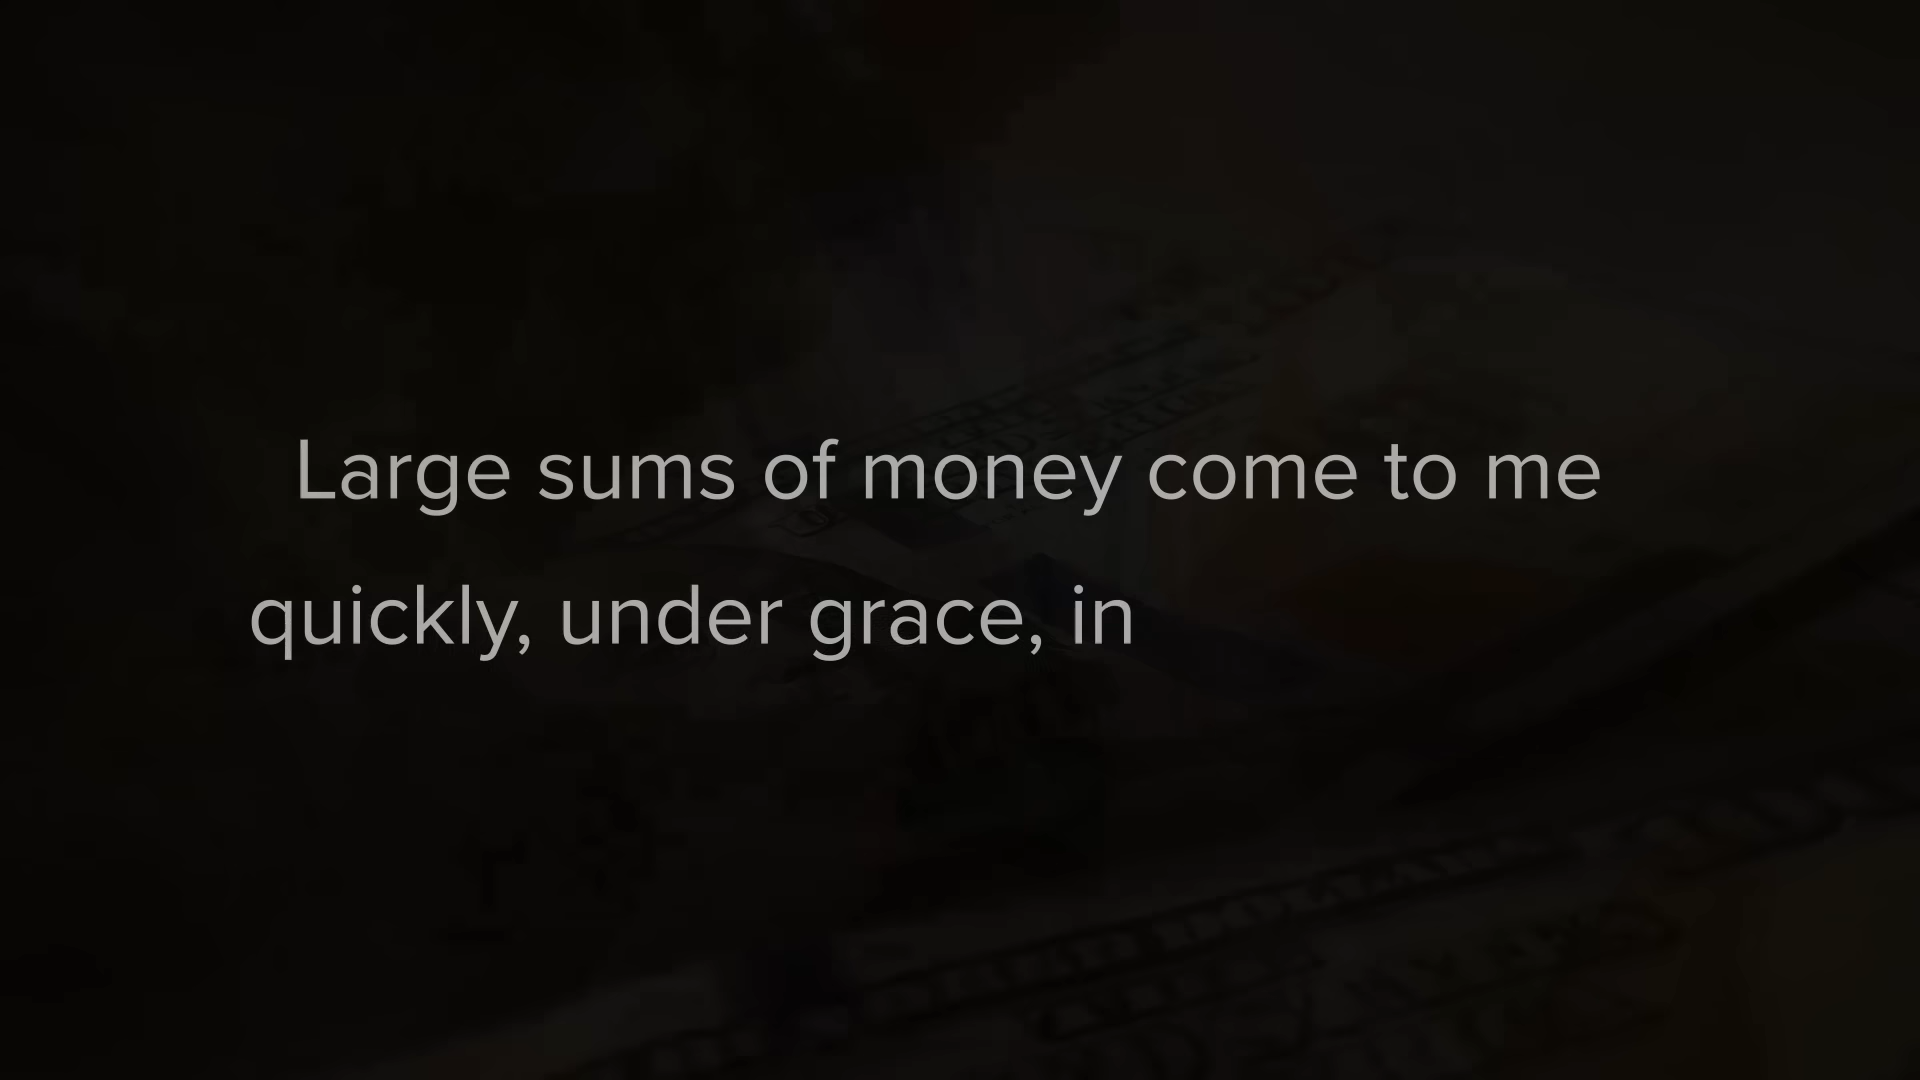 Large sums of money come to me
quickly, under grace, in